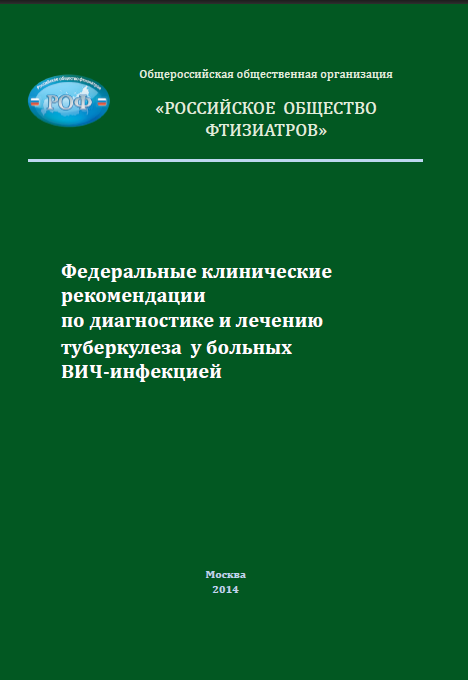 Российское общество фтизиатров
РОФ
Общероссийская общественная организация
«РОССИЙСКОЕ ОБЩЕСТВО
ФТИЗИАТРОВ»
Федеральные клинические
рекомендации
по диагностике и лечению
туберкулеза у больных
ВИЧ-инфекцией
Москва
2014